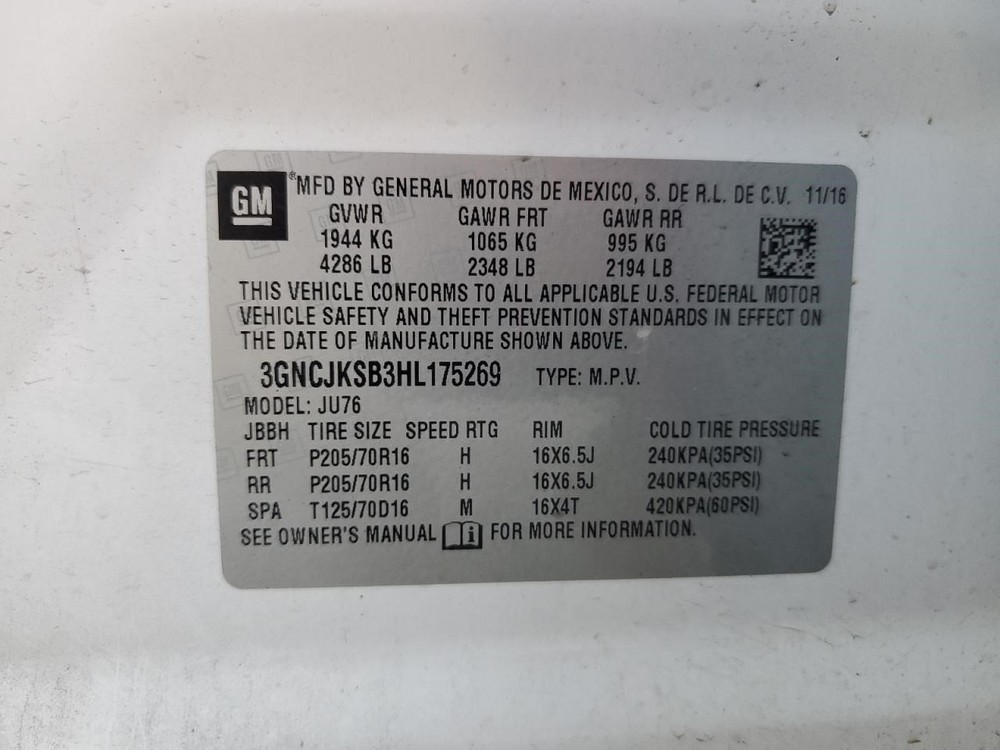 GM ®MFD BY GENERAL MOTORS DE MEXICO, S. DE R.L. DE C.V. 11/16
GVWR GAWR FRT GAWR RR
1944 KG 1065 KG 995 KG
4286 LB 2348 LB 2194 LB
THIS VEHICLE CONFORMS TO ALL APPLICABLE U.S. FEDERAL MOTOR
VEHICLE SAFETY AND THEFT PREVENTION STANDARDS IN EFFECT ON
THE DATE OF MANUFACTURE SHOWN ABOVE.
3GNCJKSB3HL175269 TYPE: M.P.V.
MODEL: JU76
JBBH TIRE SIZE SPEED RTG RIM COLD TIRE PRESSURE
FRT P205/70R16 H 16X6.5J 240KPA(35PSI)
RR P205/70R16 H 16X6.5J 240KPA(35PSI)
SPA T125/70D16 M 16X4T 420KPA(60PSI)
SEE OWNER'S MANUAL i FOR MORE INFORMATION.